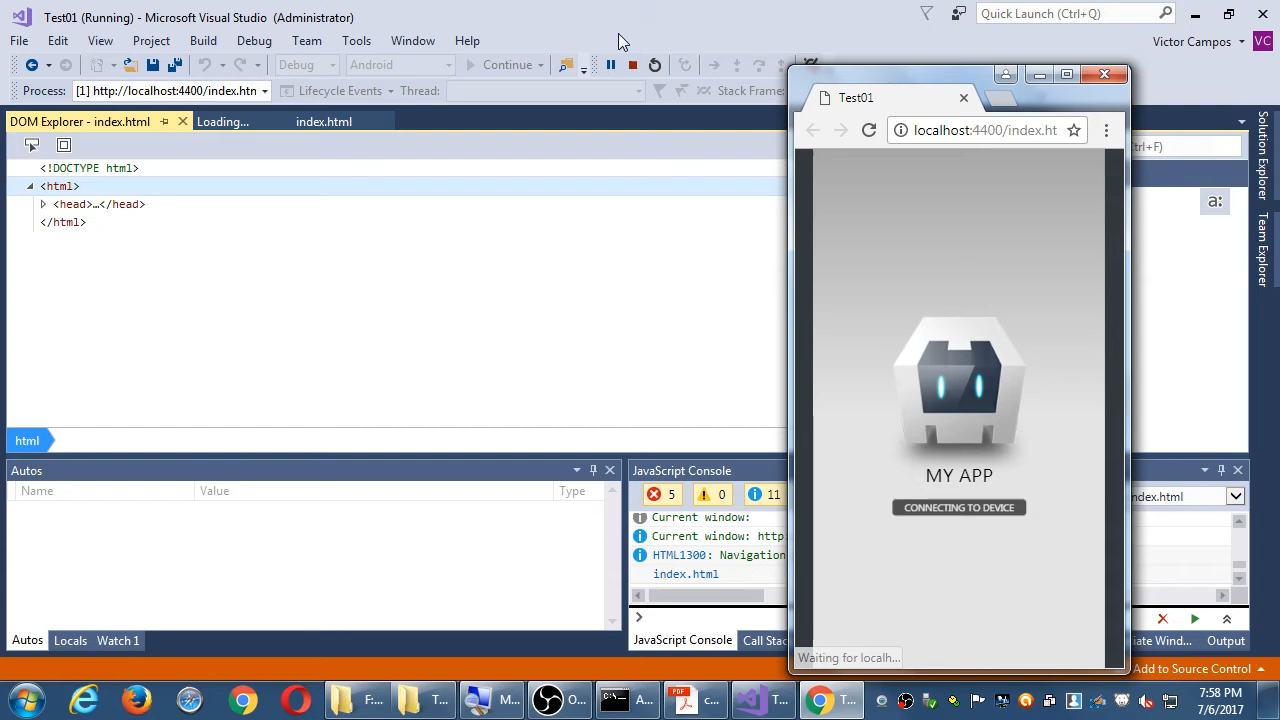 Test01 (Running) - Microsoft Visual Studio (Administrator)
Quick Launch (Ctrl+Q)
File Edit View Project Build Debug Team Tools Window Help
Victor Campos VC
Debug Android Continue
Process: [1] http://localhost:4400/index.htn Lifecycle Events Thread: Stack Frame:
DOM Explorer - index.html Loading... index.html
Ctrl+F)
<!DOCTYPE html>
<html>
<head>…</head>
</html>
a:
Solution Explorer
Team Explorer
html
Test01
localhost:4400/index.ht
MY APP
CONNECTING TO DEVICE
Waiting for localh...
Autos
Name Value Type
Autos Locals Watch 1
JavaScript Console
5 0 11
ndex.html
Current window:
Current window: http:
HTML1300: Navigation
index.html
JavaScript Console Call Stac
iate Wind... Output
Add to Source Control
F... T... M... O... A... c... T... T...
PDF
7:58 PM
7/6/2017